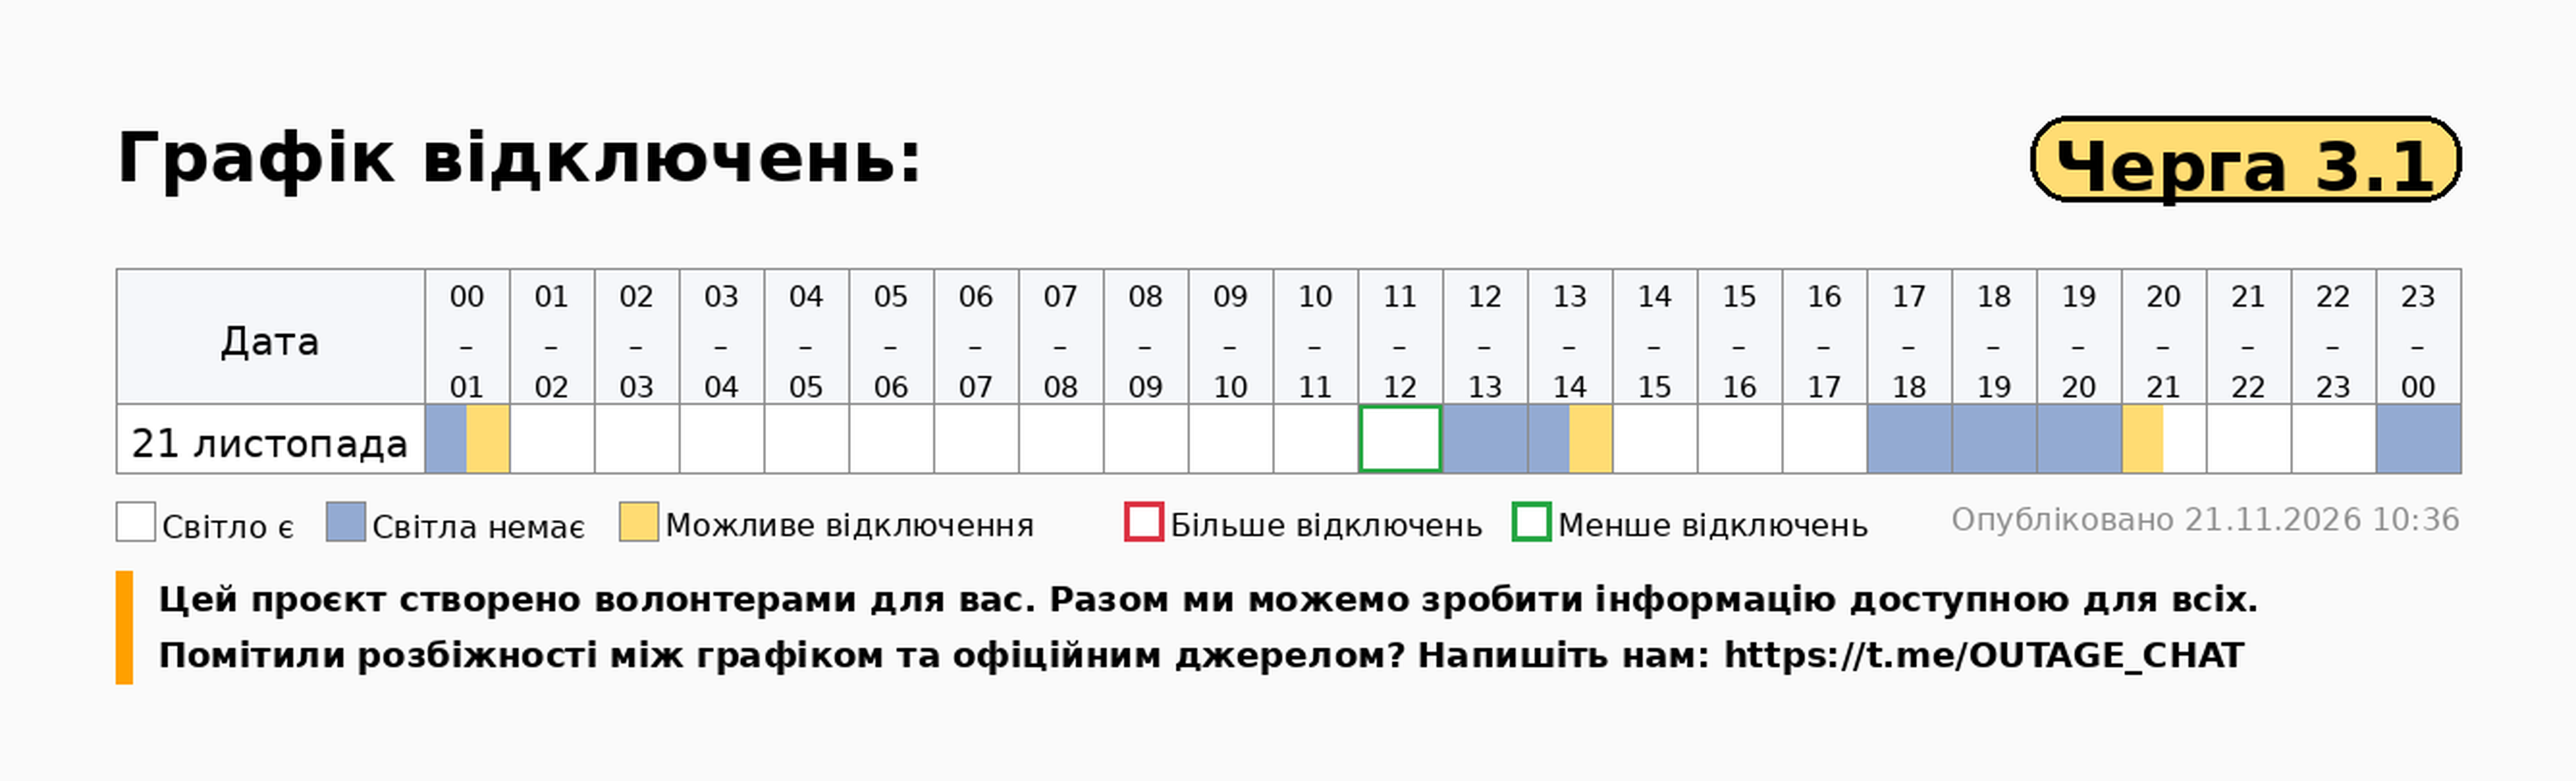 Графік відключень:
Черга 3.1
Дата
00 – 01
01 – 02
02 – 03
03 – 04
04 – 05
05 – 06
06 – 07
07 – 08
08 – 09
09 – 10
10 – 11
11 – 12
12 – 13
13 – 14
14 – 15
15 – 16
16 – 17
17 – 18
18 – 19
19 – 20
20 – 21
21 – 22
22 – 23
23 – 00
21 листопада
Світло є
Світла немає
Можливе відключення
Більше відключень
Менше відключень
Опубліковано 21.11.2026 10:36
Цей проєкт створено волонтерами для вас. Разом ми можемо зробити інформацію доступною для всіх.
Помітили розбіжності між графіком та офіційним джерелом? Напишіть нам: https://t.me/OUTAGE_CHAT